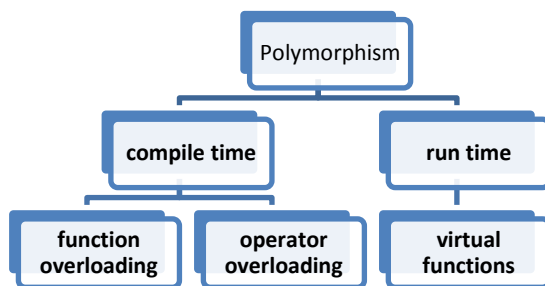 Polymorphism
compile time
run time
function
overloading
operator
overloading
virtual
functions